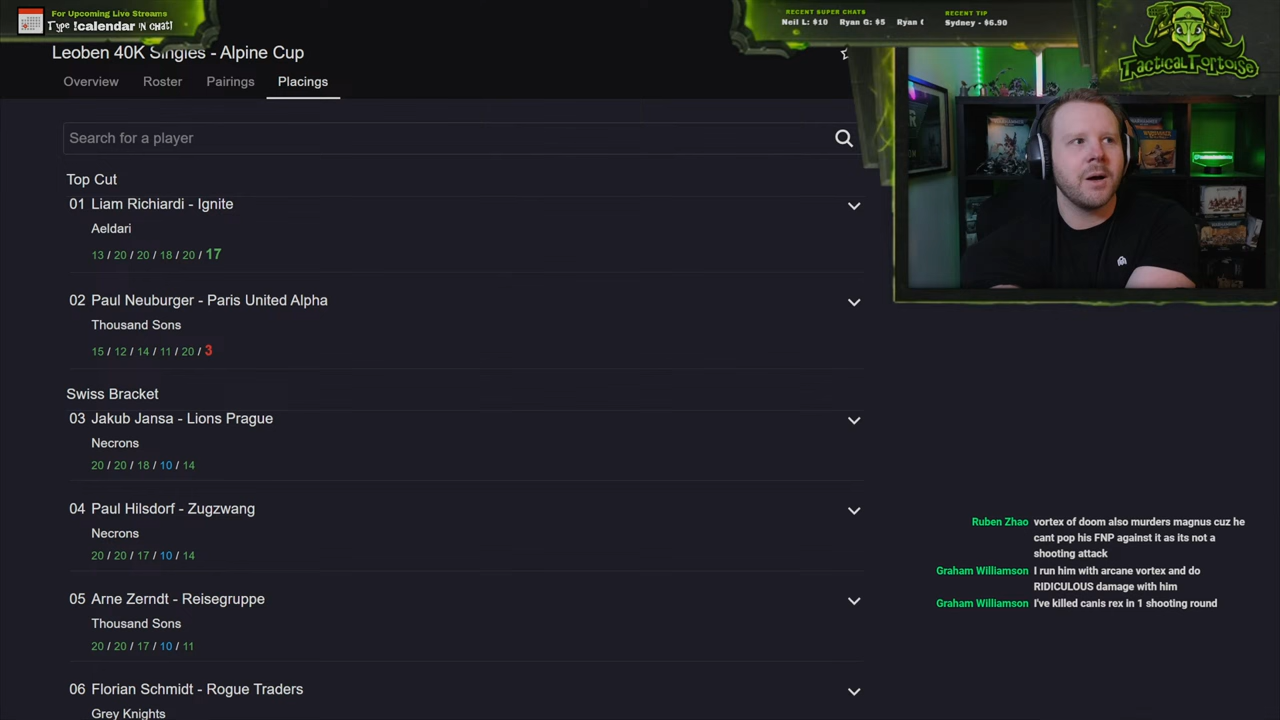 For Upcoming Live Streams
Type !calendar in chat!
RECENT SUPER CHATS
Neil L: $10 Ryan G: $5 Ryan
RECENT TIP
Sydney - $6.90
TacticalTortoise
Leoben 40K Singles - Alpine Cup
Overview Roster Pairings Placings
Search for a player
Top Cut
01 Liam Richiardi - Ignite
Aeldari
13 / 20 / 20 / 18 / 20 / 17
02 Paul Neuburger - Paris United Alpha
Thousand Sons
15 / 12 / 14 / 11 / 20 / 3
Swiss Bracket
03 Jakub Jansa - Lions Prague
Necrons
20 / 20 / 18 / 10 / 14
04 Paul Hilsdorf - Zugzwang
Necrons
20 / 20 / 17 / 10 / 14
05 Arne Zerndt - Reisegruppe
Thousand Sons
20 / 20 / 17 / 10 / 11
06 Florian Schmidt - Rogue Traders
Grey Knights
Ruben Zhao vortex of doom also murders magnus cuz he
cant pop his FNP against it as its not a
shooting attack
Graham Williamson I run him with arcane vortex and do
RIDICULOUS damage with him
Graham Williamson I've killed canis rex in 1 shooting round